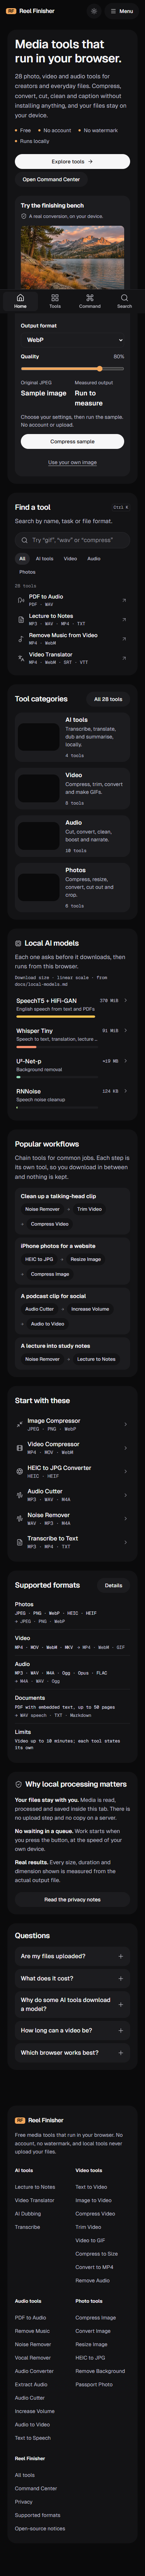 RF Reel Finisher
Menu
Media tools that
run in your browser.
28 photo, video and audio tools for
creators and everyday files. Compress,
convert, cut, clean and caption without
installing anything, and your files stay on
your device.
Free
No account
No watermark
Runs locally
Explore tools →
Open Command Center
Try the finishing bench
A real conversion, on your device.
Home
Tools
Command
Search
Output format
WebP
Quality
80%
Original JPEG
Measured output
Sample image
Run to
measure
Choose your settings, then run the sample.
No account or upload.
Compress sample
Use your own image
Find a tool
Ctrl K
Search by name, task or file format.
Try "gif", "wav" or "compress"
All
AI tools
Video
Audio
Photos
28 tools
PDF to Audio
PDF · WAV
Lecture to Notes
MP3 · WAV · MP4 · TXT
Remove Music from Video
MP4 · WebM
Video Translator
MP4 · WebM · SRT · VTT
Tool categories
All 28 tools
AI tools
Transcribe, translate,
dub and summarise,
locally.
4 tools
Video
Compress, trim, convert
and make GIFs.
8 tools
Audio
Cut, convert, clean,
boost and narrate.
10 tools
Photos
Compress, resize,
convert, cut out and
crop.
6 tools
Local AI models
Each one asks before it downloads, then
runs from this browser.
Download size · linear scale · from
docs/local-models.md
SpeechT5 + HiFi-GAN
English speech from text and PDFs
Whisper Tiny
Speech to text, translation, lecture ...
U²-Net-p
Background removal
RNNoise
124 KB
Speech noise cleanup
Popular workflows
Chain tools for common jobs. Each step is
its own tool, so you download in between
and nothing is kept.
Clean up a talking-head clip
Noise Remover → Trim Video
→ Compress Video
iPhone photos for a website
HEIC to JPG → Resize Image
→ Compress Image
A podcast clip for social
Audio Cutter → Increase Volume
→ Audio to Video
A lecture into study notes
Noise Remover → Lecture to Notes
Start with these
Image Compressor
JPEG · PNG · WebP
Video Compressor
MP4 · MOV · WebM
HEIC to JPG Converter
HEIC · HEIF
Audio Cutter
MP3 · WAV · M4A
Noise Remover
WAV · MP3 · M4A
Transcribe to Text
MP3 · MP4 · TXT
Supported formats
Details
Photos
JPEG · PNG · WebP · HEIC · HEIF
→ JPEG · PNG · WebP
Video
MP4 · MOV · WebM · MKV → MP4 · WebM · GIF
Audio
MP3 · WAV · M4A · Ogg · Opus · FLAC
→ M4A · WAV · Ogg
Documents
PDF with embedded text, up to 50 pages
→ WAV speech · TXT · Markdown
Limits
Video up to 10 minutes; each tool states
its own
Why local processing matters
Your files stay with you. Media is read,
processed and saved inside this tab. There is
no upload step and no copy on a server.
No waiting in a queue. Work starts when
you press the button, at the speed of your
own device.
Real results. Every size, duration and
dimension shown is measured from the
actual output file.
Read the privacy notes
Questions
Are my files uploaded?
What does it cost?
Why do some AI tools download
a model?
How long can a video be?
Which browser works best?
RF Reel Finisher
Free media tools that run in your browser. No
account, no watermark, and local tools never
upload your files.
AI tools
Lecture to Notes
Video Translator
AI Dubbing
Transcribe
Video tools
Text to Video
Image to Video
Compress Video
Trim Video
Video to GIF
Compress to Size
Convert to MP4
Remove Audio
Audio tools
PDF to Audio
Remove Music
Noise Remover
Vocal Remover
Audio Converter
Extract Audio
Audio Cutter
Increase Volume
Audio to Video
Text to Speech
Photo tools
Compress Image
Convert Image
Resize Image
HEIC to JPG
Remove Background
Passport Photo
Reel Finisher
All tools
Command Center
Privacy
Supported formats
Open-source notices